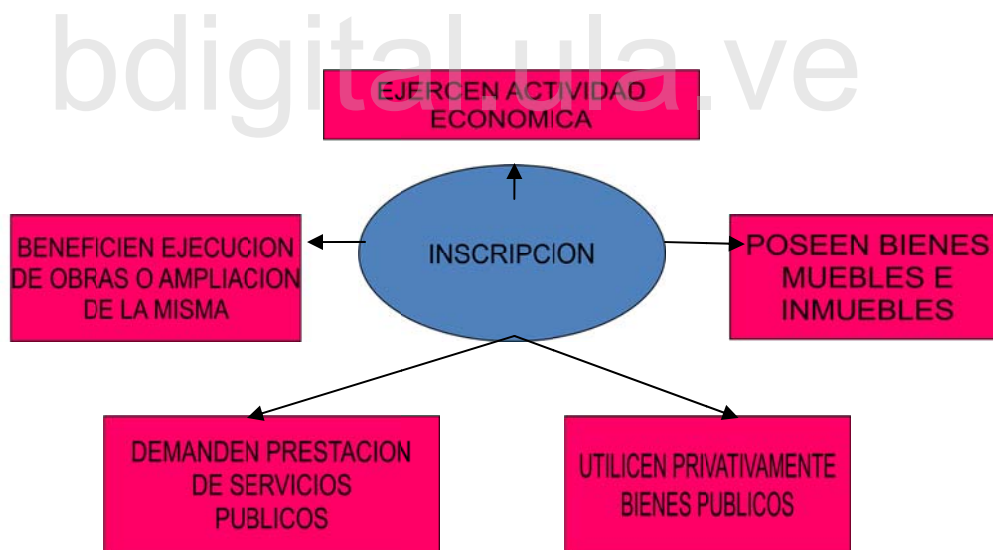 bdigital.ula.ve
EJERCEN ACTIVIDAD
ECONOMICA
BENEFICIEN EJECUCION
DE OBRAS O AMPLIACION
DE LA MISMA
INSCRIPCION
POSEEN BIENES
MUEBLES E
INMUEBLES
DEMANDEN PRESTACION
DE SERVICIOS
PUBLICOS
UTILICEN PRIVATIVAMENTE
BIENES PUBLICOS